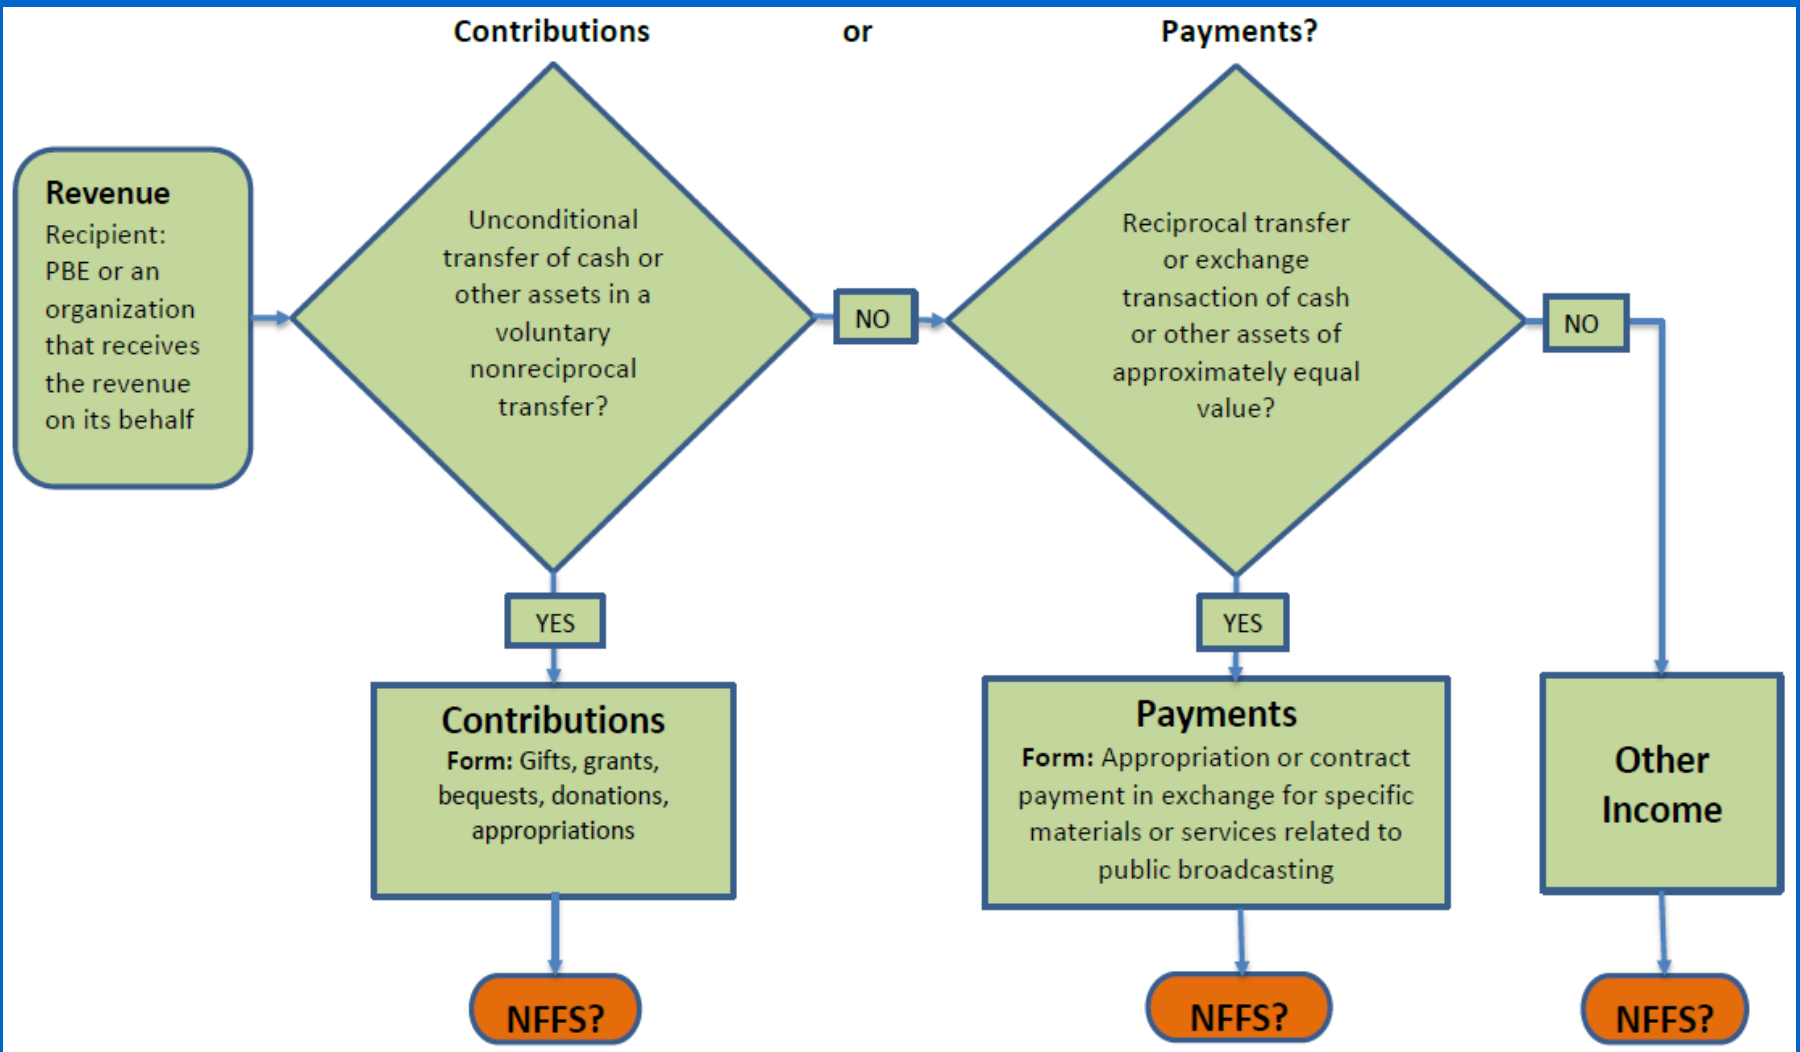 Contributions or Payments?
Revenue
Recipient:
PBE or an
organization
that receives
the revenue
on its behalf
Unconditional
transfer of cash or
other assets in a
voluntary
nonreciprocal
transfer?
NO
Reciprocal transfer
or exchange
transaction of cash
or other assets of
approximately equal
value?
NO
YES
YES
Contributions
Form: Gifts, grants,
bequests, donations,
appropriations
Payments
Form: Appropriation or contract
payment in exchange for specific
materials or services related to
public broadcasting
Other
Income
NFFS?
NFFS?
NFFS?